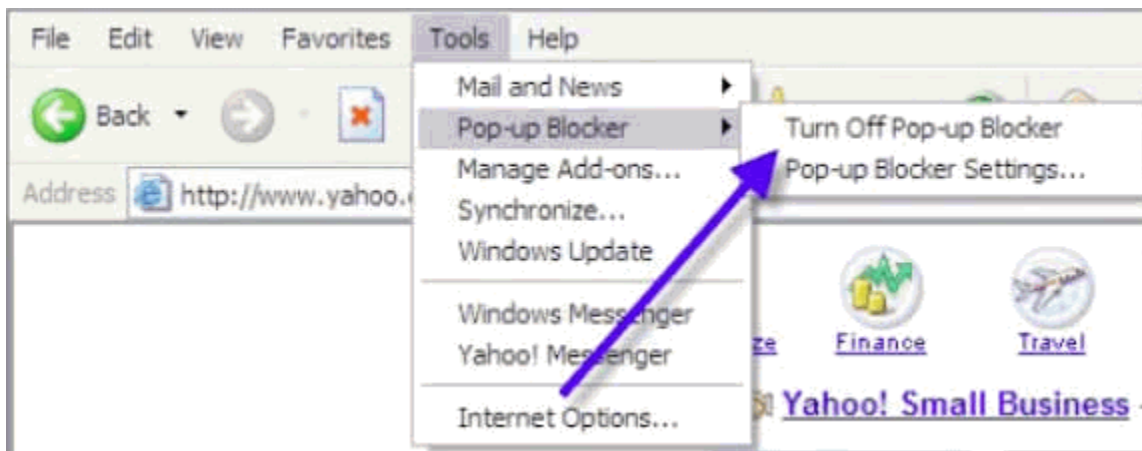 File Edit View Favorites Tools Help
Back
Mail and News
Pop-up Blocker
Turn Off Pop-up Blocker
Pop-up Blocker Settings...
Manage Add-ons...
Address http://www.yahoo.
Synchronize...
Windows Update
Windows Messenger
Yahoo! Messenger
Internet Options...
Finance
Travel
Yahoo! Small Business